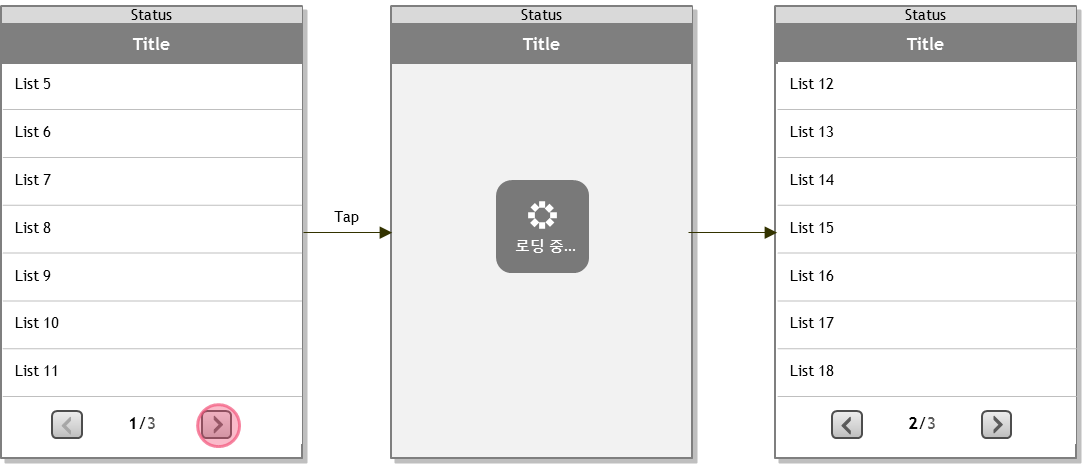 Status
Title
List 5
List 6
List 7
List 8
List 9
List 10
List 11
1/3
Tap
Status
Title
로딩 중...
Status
Title
List 12
List 13
List 14
List 15
List 16
List 17
List 18
2/3